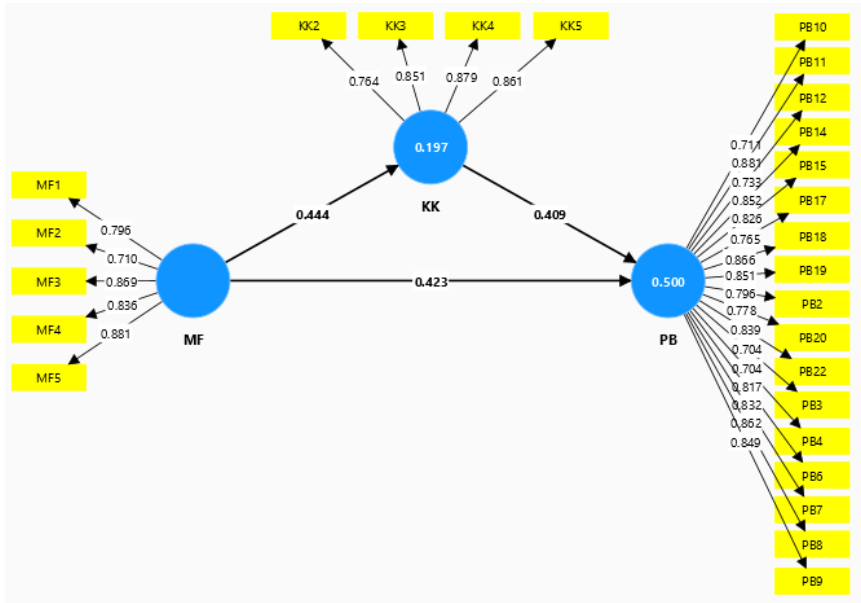 KK2 KK3 KK4 KK5
0.764 0.851 0.879 0.861
0.197
KK
MF1
MF2
MF3
MF4
MF5
0.796
0.710
0.869
0.836
0.881
MF
0.444
0.409
0.423
0.500
PB
0.711
0.881
0.733
0.852
0.826
0.765
0.866
0.851
0.796
0.778
0.839
0.704
0.704
0.817
0.832
0.862
0.849
PB10
PB11
PB12
PB14
PB15
PB17
PB18
PB19
PB2
PB20
PB22
PB3
PB4
PB6
PB7
PB8
PB9